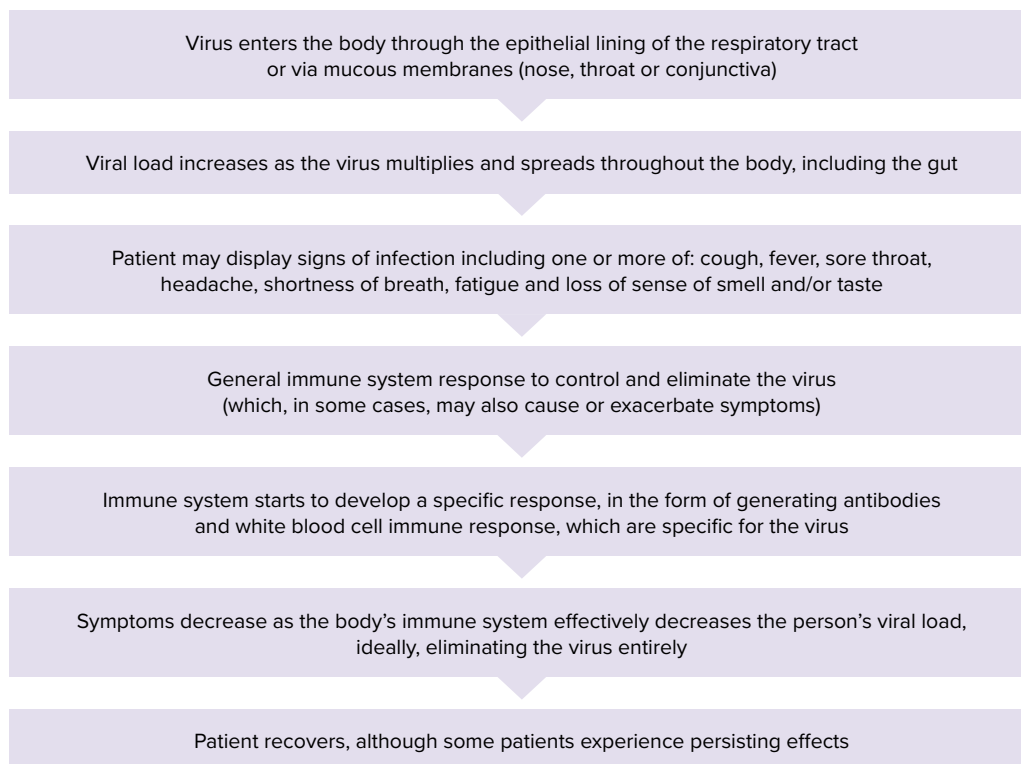 Virus enters the body through the epithelial lining of the respiratory tract
or via mucous membranes (nose, throat or conjunctiva)
Viral load increases as the virus multiplies and spreads throughout the body, including the gut
Patient may display signs of infection including one or more of: cough, fever, sore throat,
headache, shortness of breath, fatigue and loss of sense of smell and/or taste
General immune system response to control and eliminate the virus
(which, in some cases, may also cause or exacerbate symptoms)
Immune system starts to develop a specific response, in the form of generating antibodies
and white blood cell immune response, which are specific for the virus
Symptoms decrease as the body’s immune system effectively decreases the person’s viral load,
ideally, eliminating the virus entirely
Patient recovers, although some patients experience persisting effects